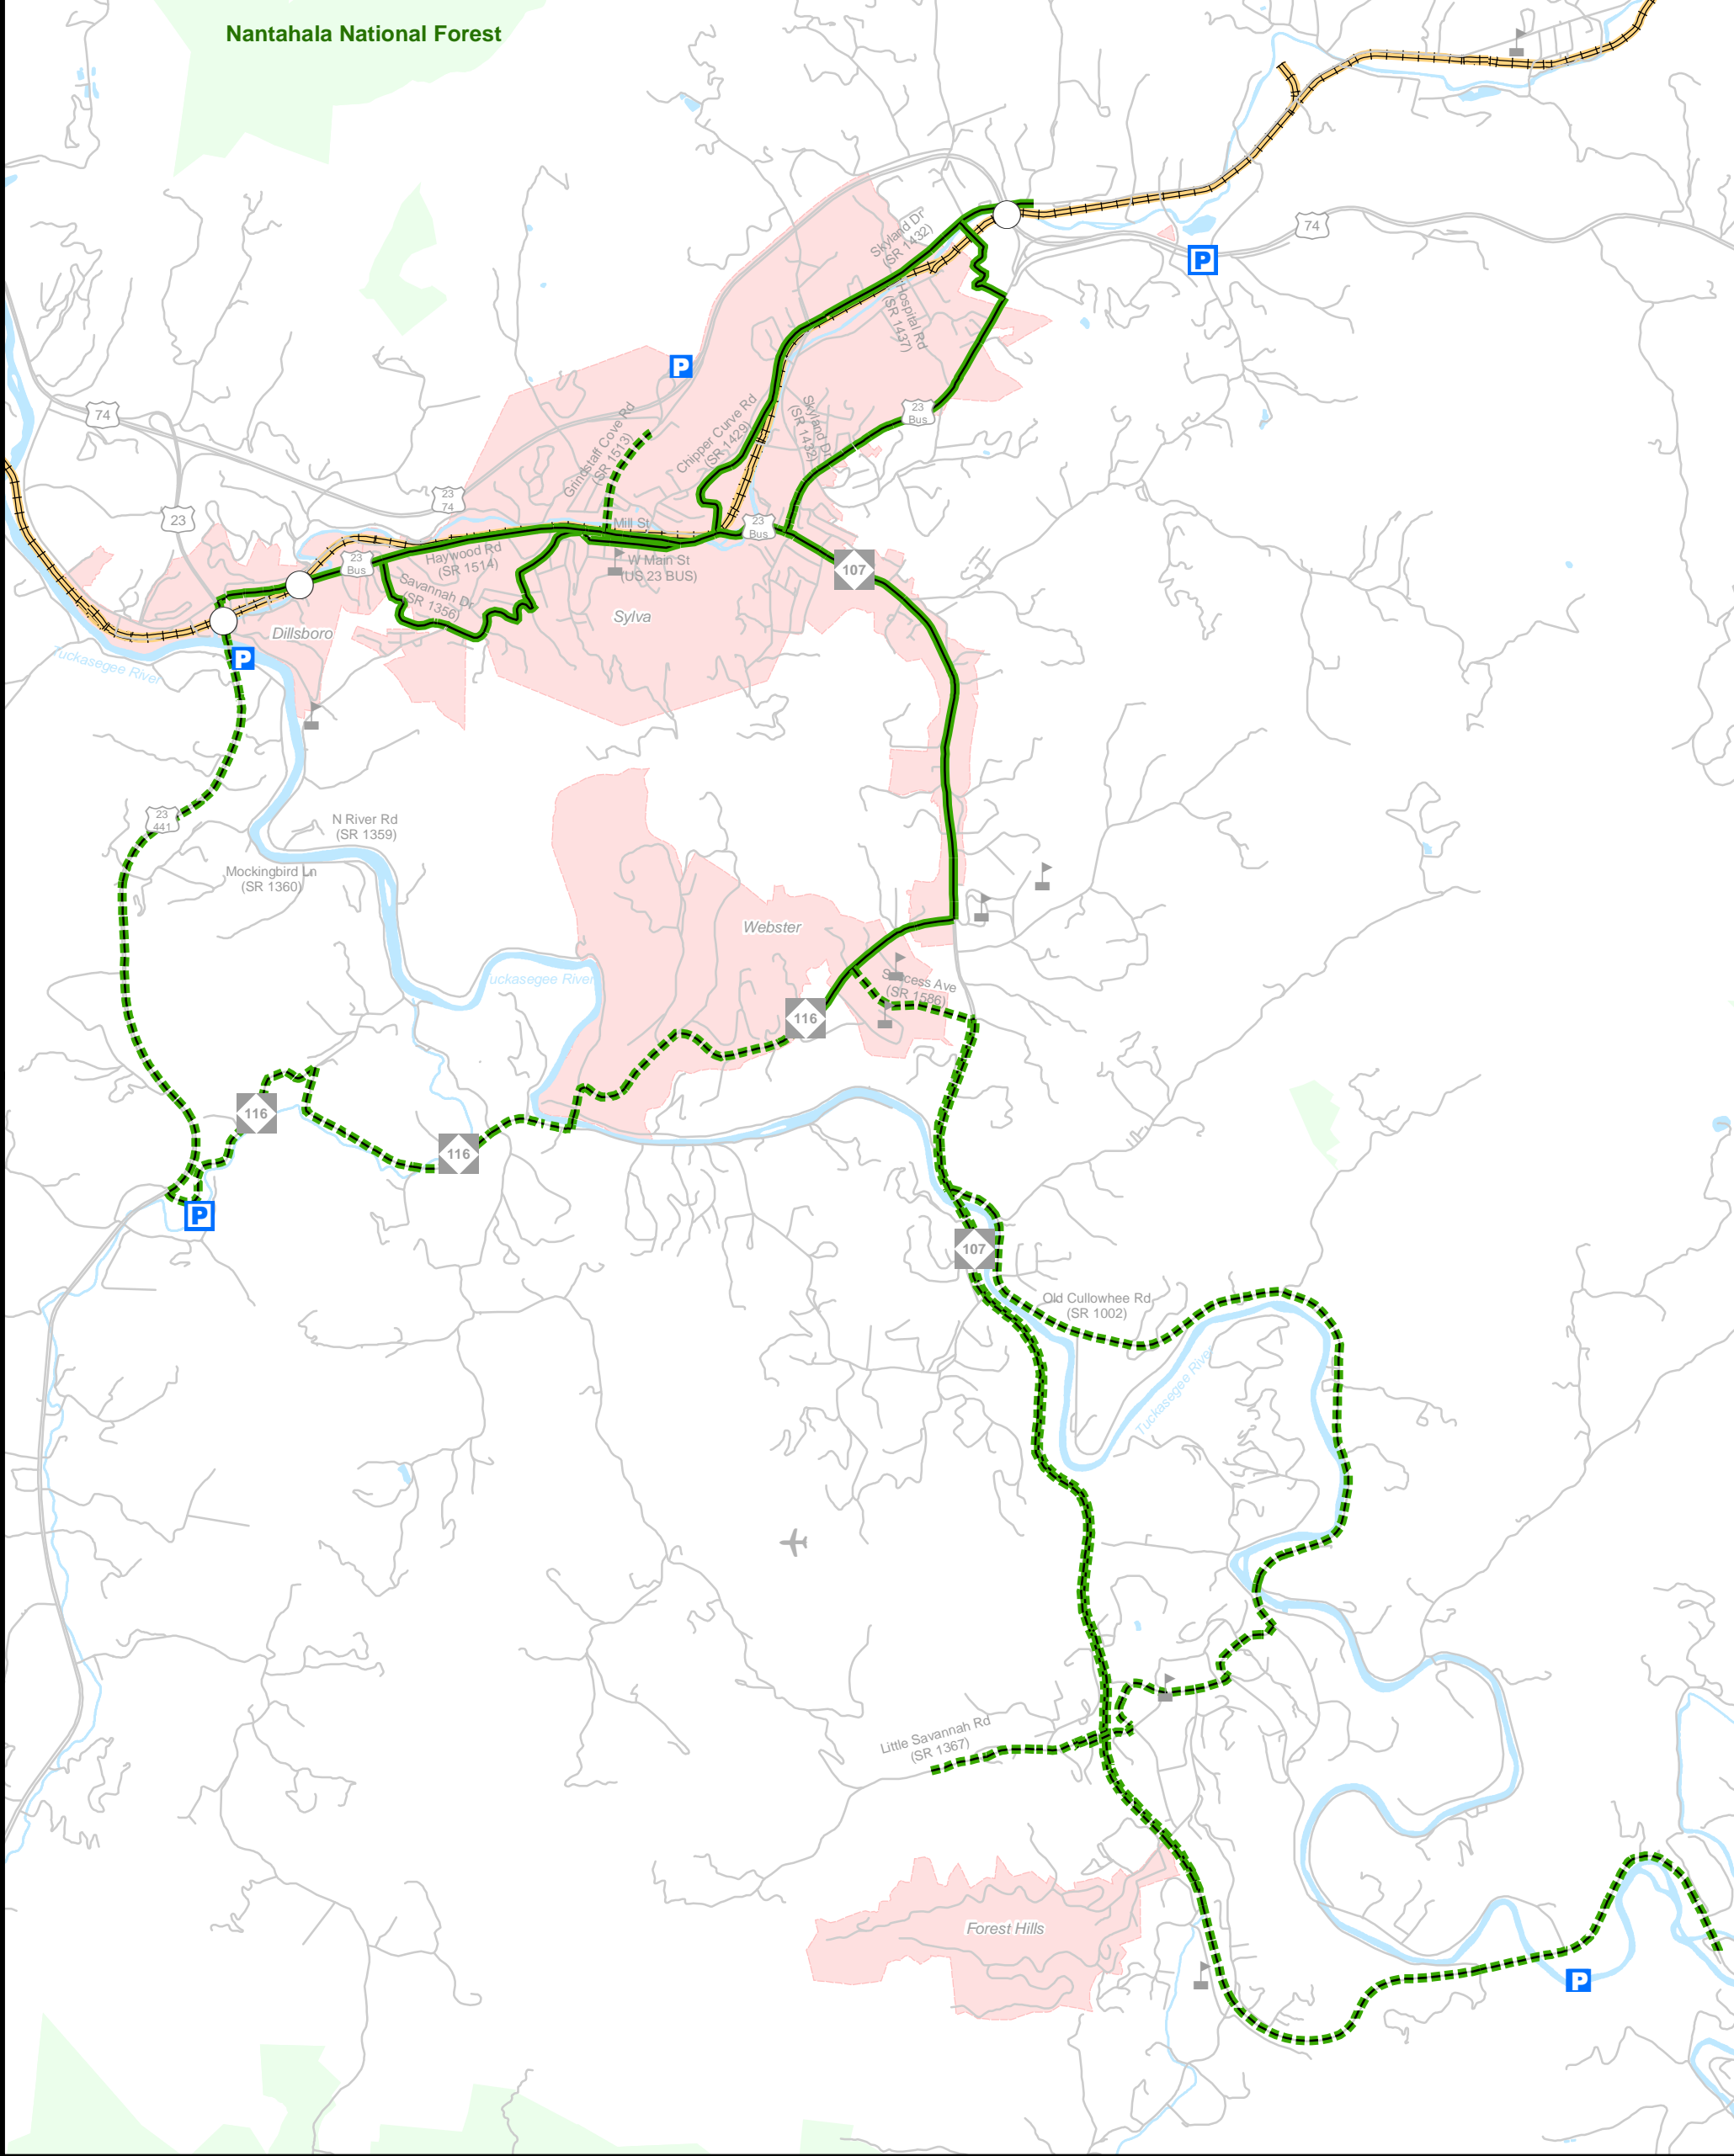 Nantahala National Forest
Skyland Dr
(SR 1432)
74
P
Hospital Rd
(SR 1437)
P
74
23
Bus
Chipper Curve Rd
(SR 1429)
Skyland Dr
(SR 1432)
Grindstaff Cove Rd
(SR 1513)
23
74
23
Mill St
23
Bus
Haywood Rd
(SR 1514)
W Main St
(US 23 BUS)
23
Bus
107
Savannah Dr
(SR 1356)
Sylva
Dillsboro
P
Tuckasegee River
23
441
N River Rd
(SR 1359)
Mockingbird Ln
(SR 1360)
Webster
uckasegee River
Success Ave
(SR 1586)
116
116
116
P
107
Old Cullowhee Rd
(SR 1002)
Tuckasegee River
Little Savannah Rd
(SR 1367)
Forest Hills
P